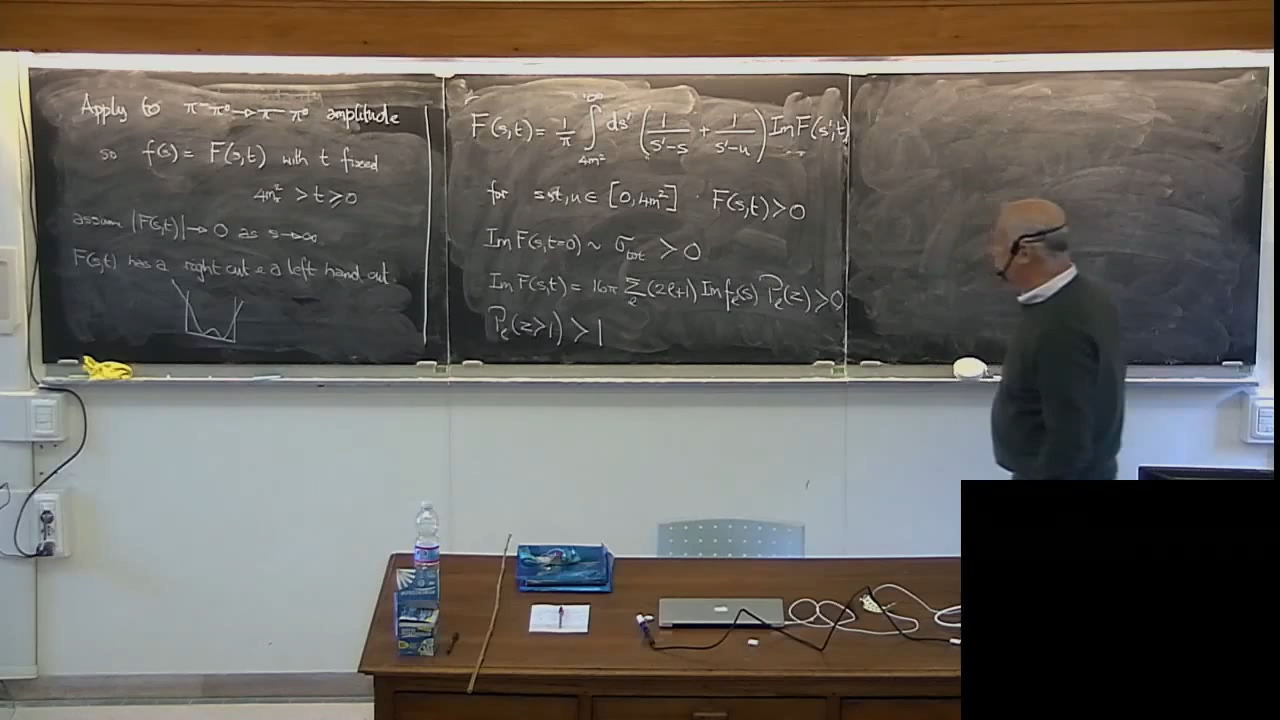 Apply to π⁻π⁰→π⁻π⁰ amplitude
so f(s) = F(s,t) with t fixed
4m²π > t ⩾ 0
assum |F(s,t)| → 0 as s→∞
F(s,t) has a right cut & a left hand cut.
F(s,t) = 1/π ∫_{4m²}^{∞} ds' (1/(s'-s) + 1/(s'-u)) Im F(s',t)
for s,t,u ∈ [0,4m²] . F(s,t) > 0
Im F(s,t=0) ~ σ_tot > 0
Im F(s,t) = 16π Σ_ℓ (2ℓ+1) Im f_ℓ(s) P_ℓ(z) > 0
P_ℓ(z>1) > 1